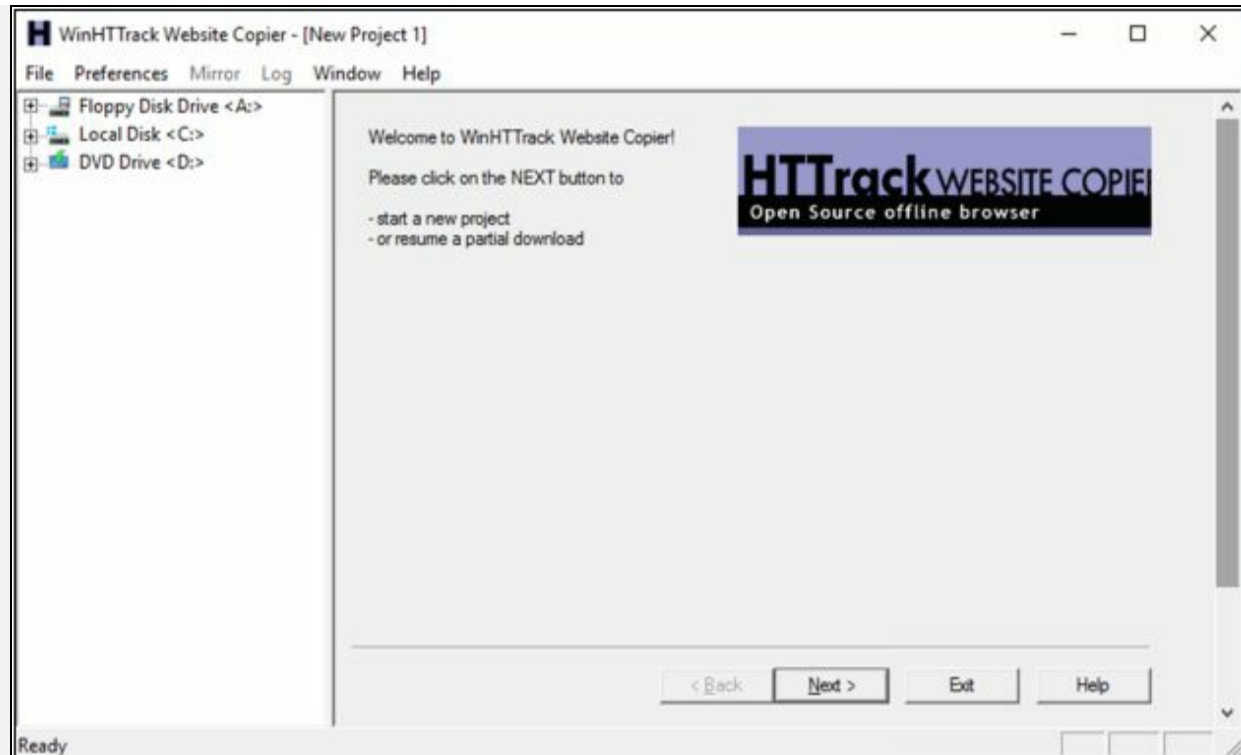 WinHTTrack Website Copier - [New Project 1]
File Preferences Mirror Log Window Help
Floppy Disk Drive <A:>
Local Disk <C:>
DVD Drive <D:>
Welcome to WinHTTrack Website Copier!
Please click on the NEXT button to
- start a new project
- or resume a partial download
HTTrack WEBSITE COPIER
Open Source offline browser
< Back Next > Exit Help
Ready